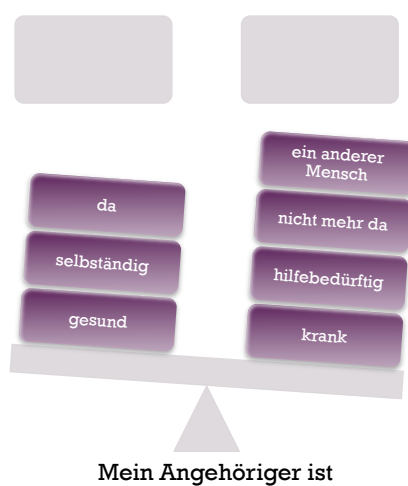 da
selbständig
gesund
ein anderer
Mensch
nicht mehr da
hilfebedürftig
krank
Mein Angehöriger ist